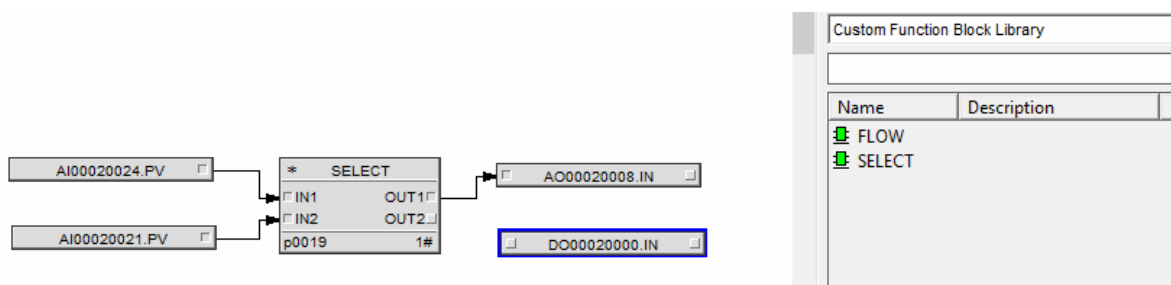 Custom Function Block Library
Name Description
FLOW
SELECT
AI00020024.PV
* SELECT
IN1 OUT1
IN2 OUT2
p0019 1#
AO00020008.IN
AI00020021.PV
DO00020000.IN